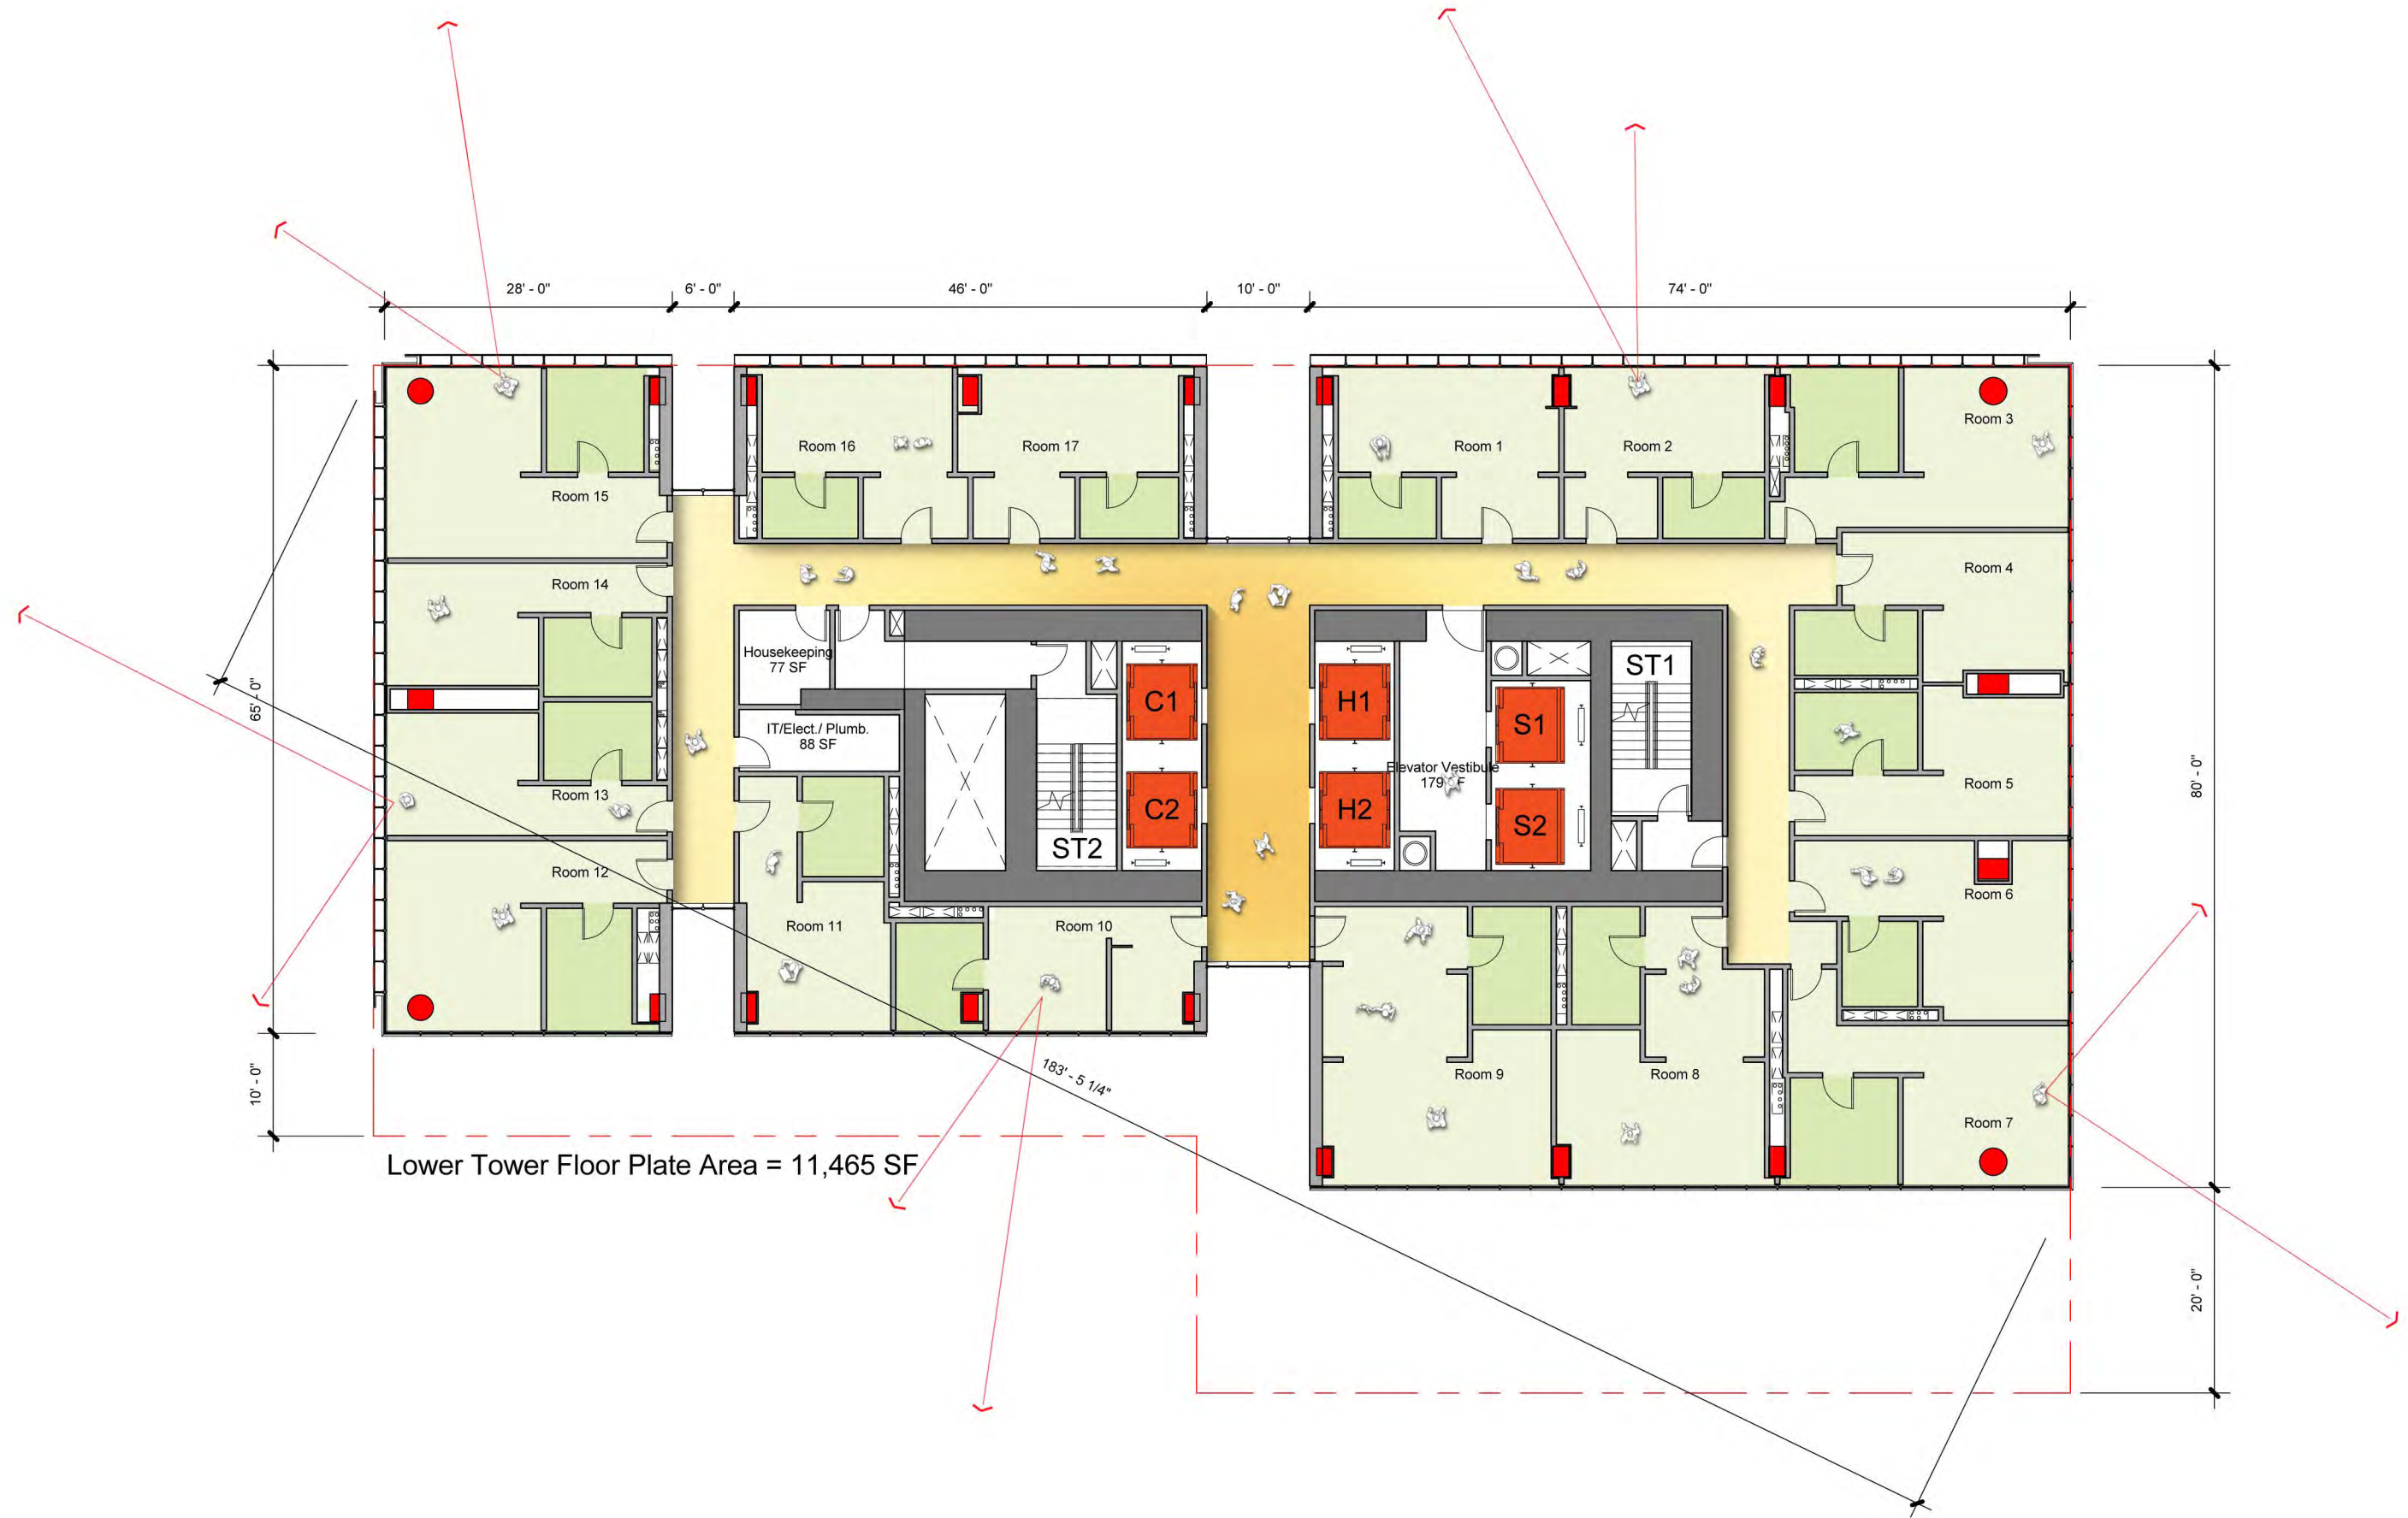 28' - 0"
6' - 0"
46' - 0"
10' - 0"
74' - 0"
Room 3
Room 16
Room 17
Room 1
Room 2
Room 15
Room 4
Room 14
Housekeeping
77 SF
ST1
65' - 0"
C1
H1
S1
IT/Elect./ Plumb.
88 SF
Elevator Vestibule
80' - 0"
Room 5
Room 13
C2
H2
S2
ST2
Room 12
Room 6
Room 11
Room 10
10' - 0"
183' - 5 1/4"
Room 9
Room 8
Room 7
Lower Tower Floor Plate Area = 11,465 SF
20' - 0"